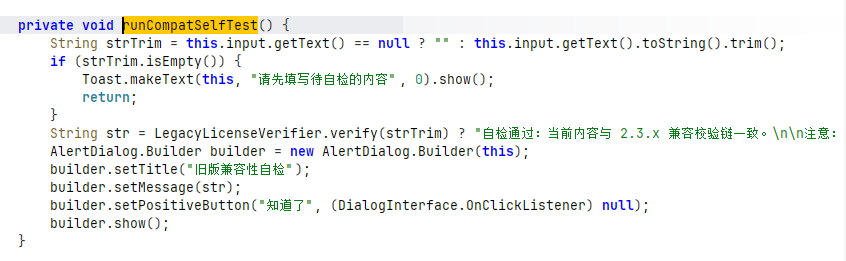 private void runCompatSelfTest() {
    String strTrim = this.input.getText() == null ? "" : this.input.getText().toString().trim();
    if (strTrim.isEmpty()) {
        Toast.makeText(this, "请先填写待自检的内容", 0).show();
        return;
    }
    String str = LegacyLicenseVerifier.verify(strTrim) ? "自检通过：当前内容与 2.3.x 兼容校验链一致。\n\n注意：
    AlertDialog.Builder builder = new AlertDialog.Builder(this);
    builder.setTitle("旧版兼容性自检");
    builder.setMessage(str);
    builder.setPositiveButton("知道了", (DialogInterface.OnClickListener) null);
    builder.show();
}